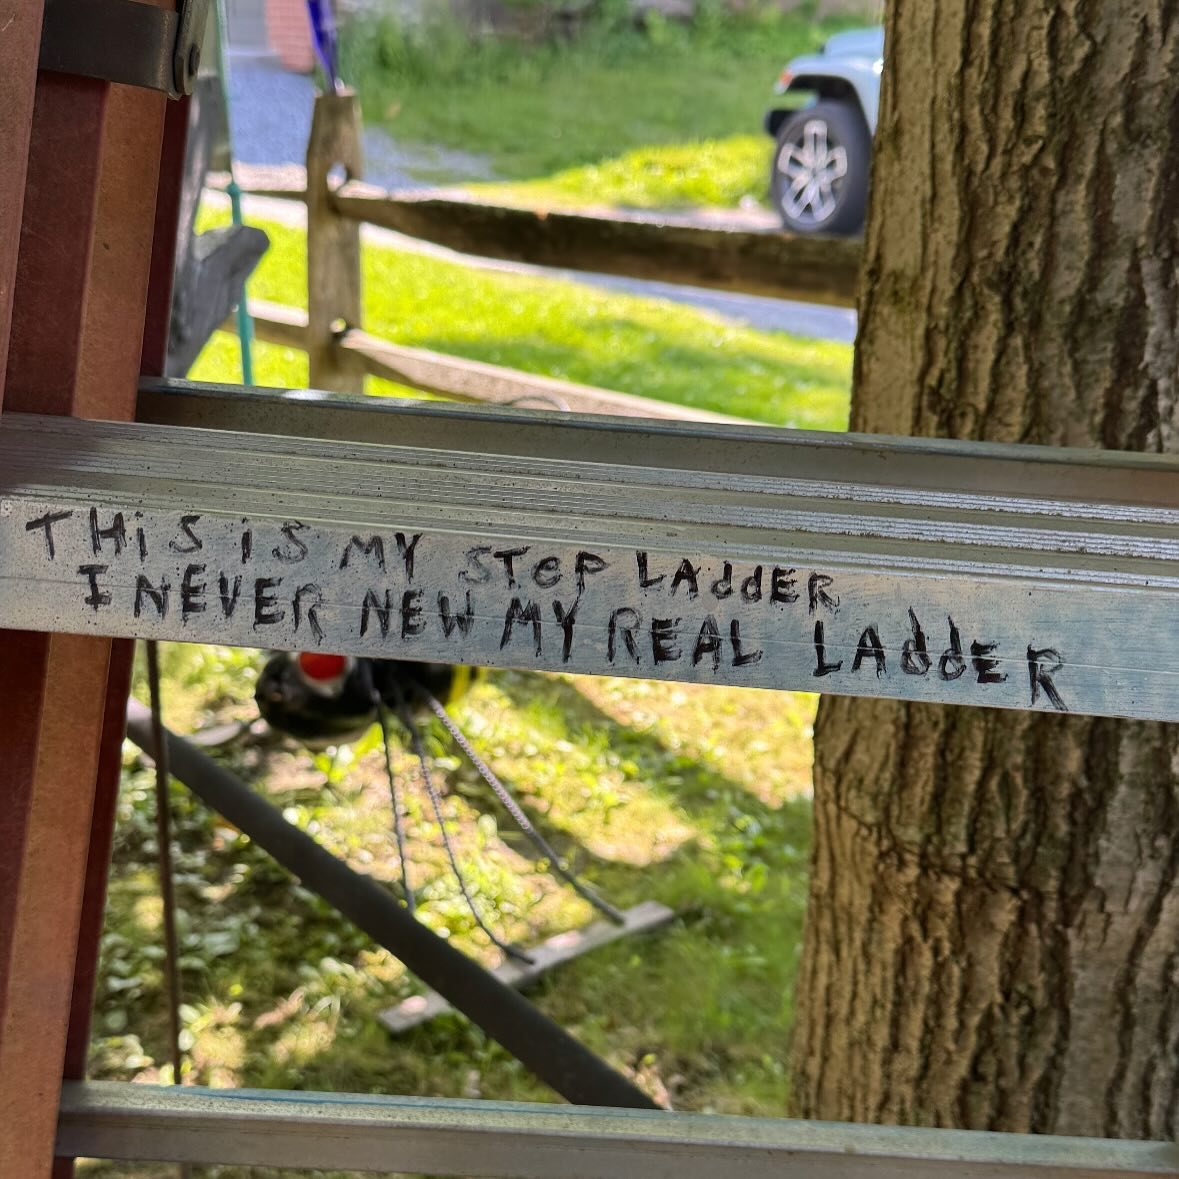 THiS iS MY STeP LAddER
I NEVER NEW MY REAL LAddER